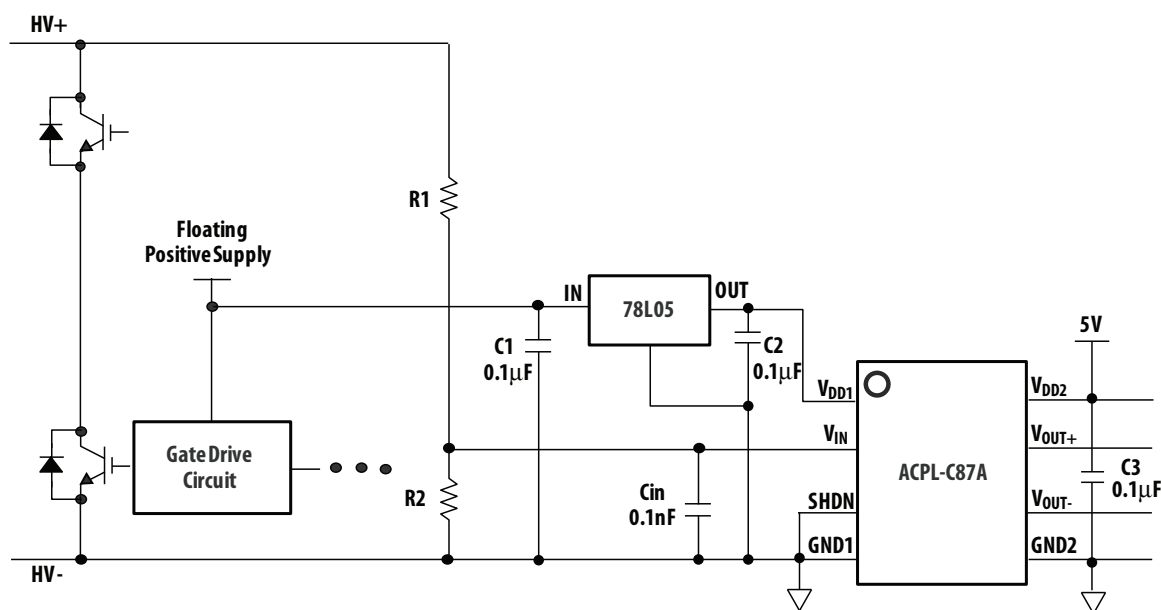 HV+
R1
Floating
Positive Supply
IN
78L05
OUT
C1
0.1µF
C2
0.1µF
5V
VDD1
VDD2
VIN
VOUT+
Gate Drive
Circuit
R2
Cin
0.1nF
ACPL-C87A
C3
0.1µF
SHDN
VOUT-
GND1
GND2
HV-